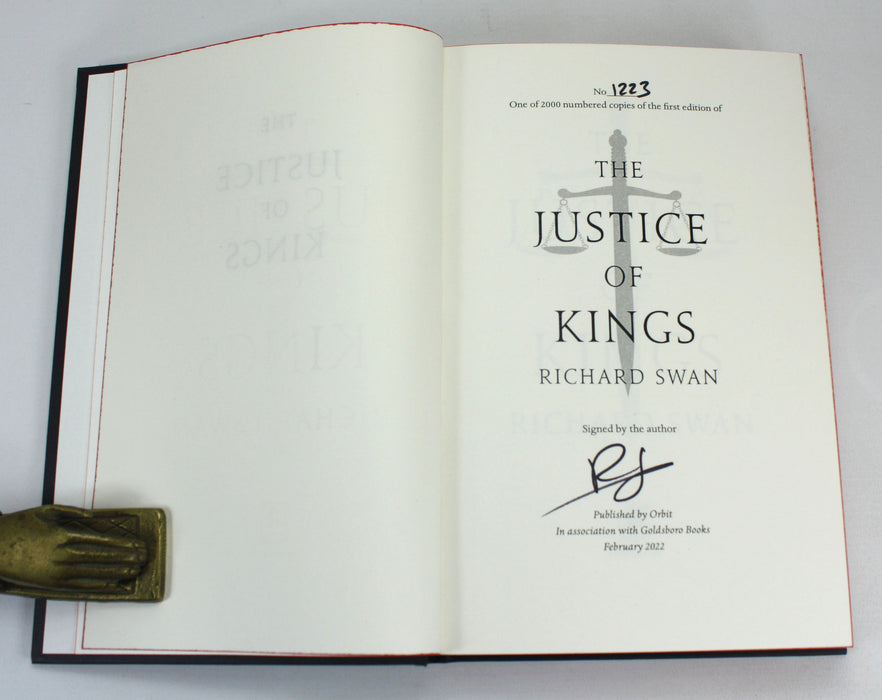 No 1223
One of 2000 numbered copies of the first edition of
THE
JUSTICE
OF
KINGS
RICHARD SWAN
Signed by the author
RS
Published by Orbit
In association with Goldsboro Books
February 2022